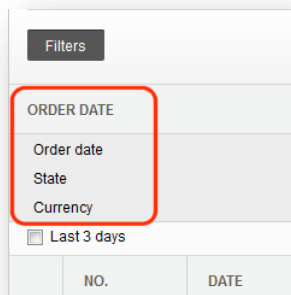 Filters
ORDER DATE
Order date
State
Currency
Last 3 days
NO. DATE